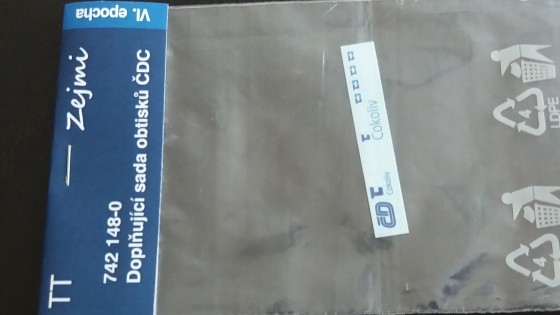 TT
742 148-0
Doplňující sada obtisků ČDC
Zejmi
VI. epocha
ČD
Cokoliv
Cokoliv
LDPE